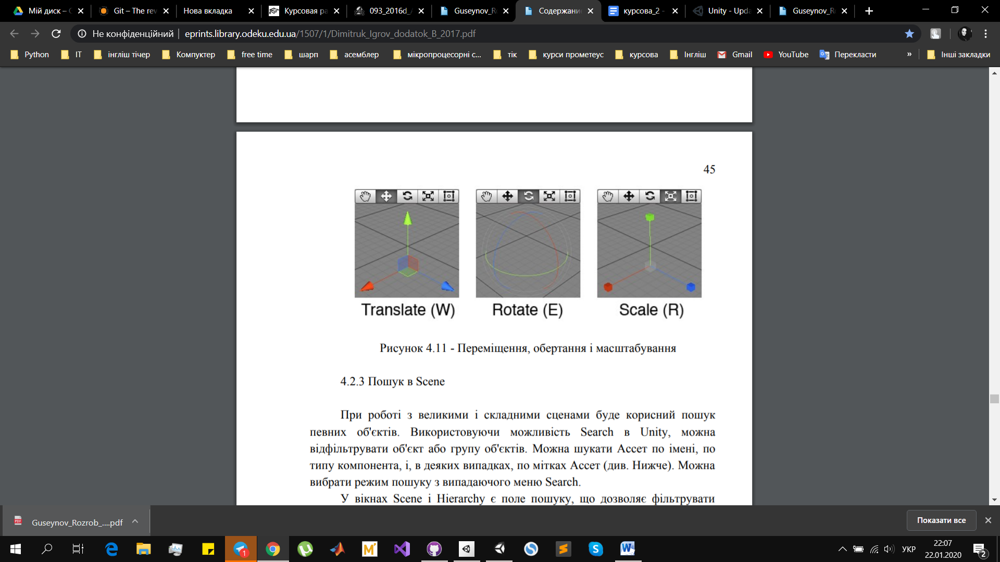 Мій диск –
Git – The rev
Нова вкладка
Курсовая ра
093_2016d_
Guseynov_R
Содержани
курсова_2 -
Unity - Upda
Guseynov_R
Не конфіденційний
eprints.library.odeku.edu.ua/1507/1/Dimitruk_Igrov_dodatok_B_2017.pdf
Python
IT
інгліш тічер
Компуктер
free time
шарп
асемблер
мікропроцесорні с...
тік
курси прометеус
курсова
Інгліш
Gmail
YouTube
Перекласти
»
Інші закладки
45
Translate (W)
Rotate (E)
Scale (R)
Рисунок 4.11 - Переміщення, обертання і масштабування
4.2.3 Пошук в Scene
При роботі з великими і складними сценами буде корисний пошук
певних об'єктів. Використовуючи можливість Search в Unity, можна
відфільтрувати об'єкт або групу об'єктів. Можна шукати Ассет по імені, по
типу компонента, і, в деяких випадках, по мітках Ассет (див. Нижче). Можна
вибрати режим пошуку з випадаючого меню Search.
У вікнах Scene і Hierarchy є поле пошуку, що дозволяє фільтрувати
Guseynov_Rozrob_....pdf
Показати все
1
УКР
22:07
22.01.2020
2